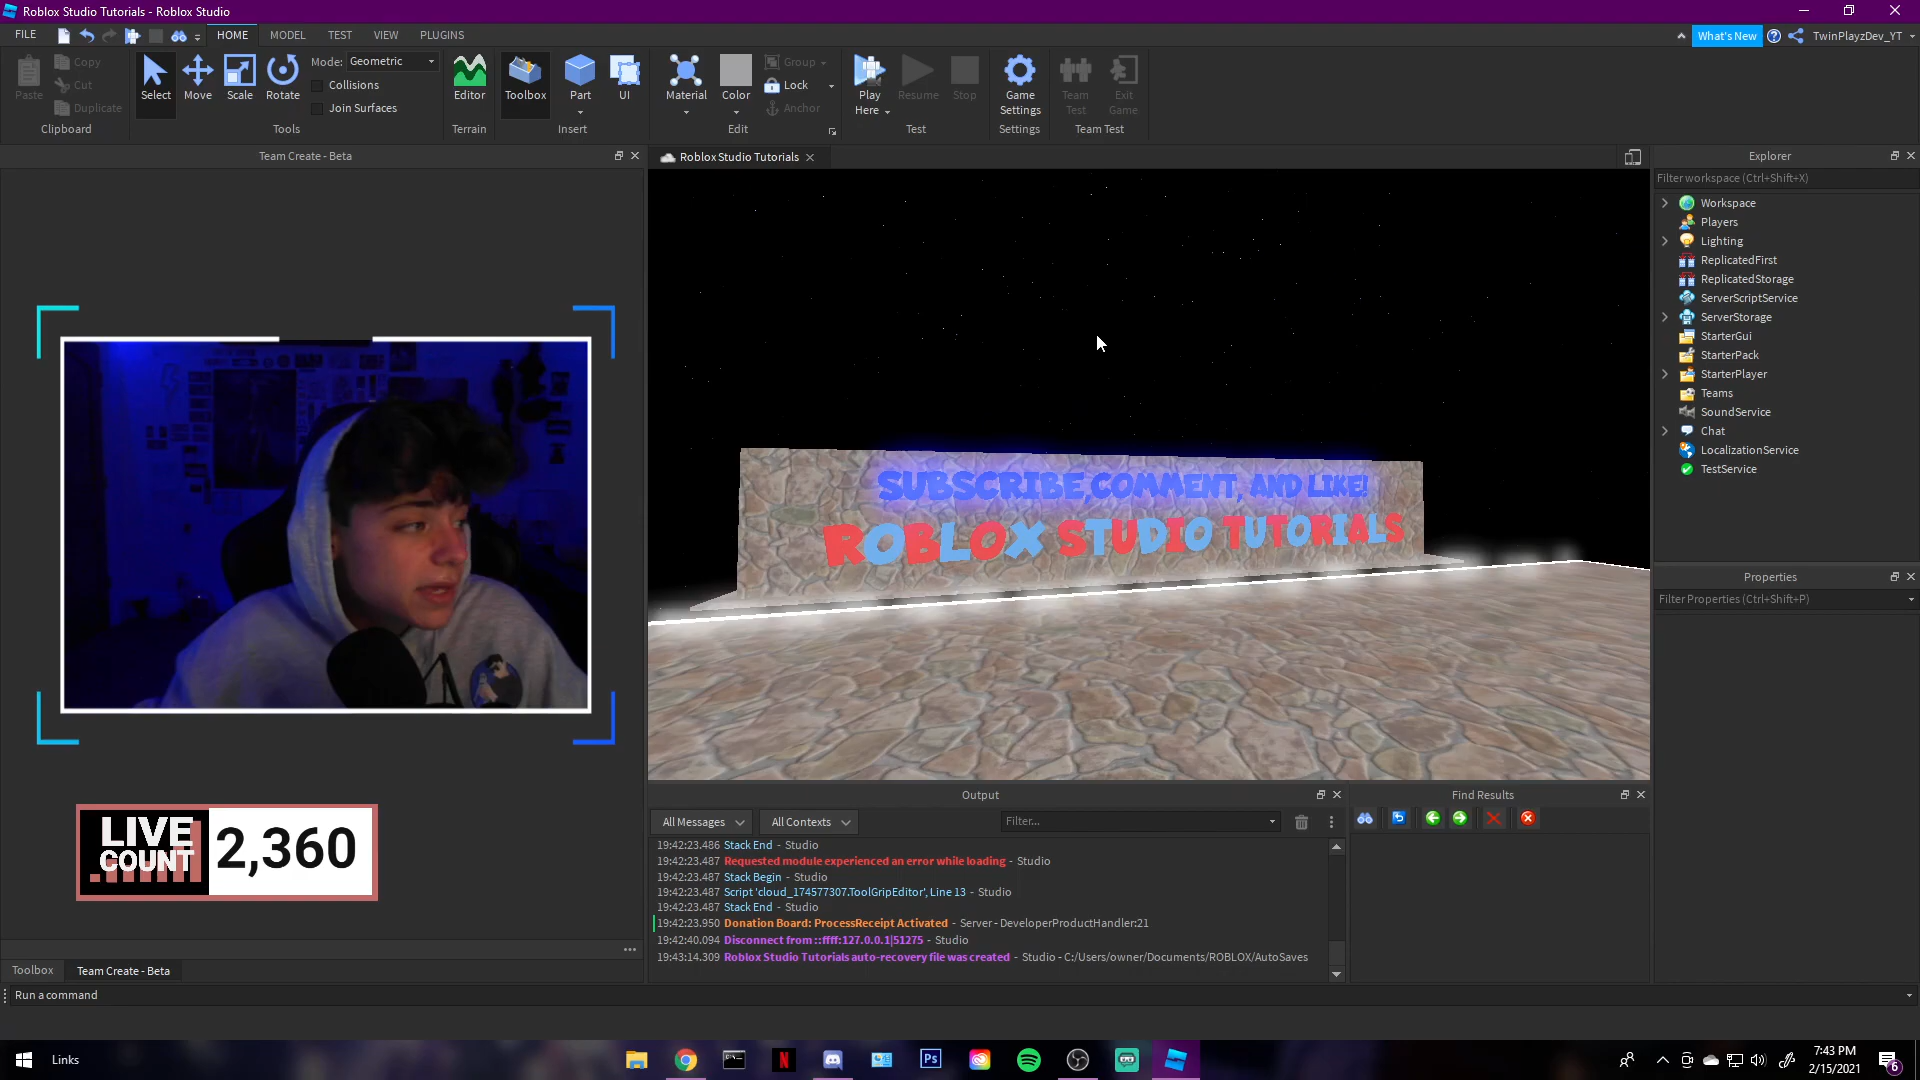 Roblox Studio Tutorials - Roblox Studio
FILE
HOME
MODEL
TEST
VIEW
PLUGINS
What's New
TwinPlayzDev_YT
Paste
Copy
Cut
Duplicate
Clipboard
Select
Move
Scale
Rotate
Mode: Geometric
Collisions
Join Surfaces
Tools
Editor
Terrain
Toolbox
Part
UI
Insert
Material
Color
Group
Lock
Anchor
Edit
Play Here
Resume
Stop
Test
Game Settings
Settings
Team Test
Exit Game
Team Test
Team Create - Beta
Roblox Studio Tutorials
SUBSCRIBE,COMMENT, AND LIKE!
ROBLOX STUDIO TUTORIALS
LIVE COUNT
2,360
Toolbox
Team Create - Beta
Output
All Messages
All Contexts
Filter...
19:42:23.486 Stack End - Studio
19:42:23.487 Requested module experienced an error while loading - Studio
19:42:23.487 Stack Begin - Studio
19:42:23.487 Script 'cloud_174577307.ToolGripEditor', Line 13 - Studio
19:42:23.487 Stack End - Studio
19:42:23.950 Donation Board: ProcessReceipt Activated - Server - DeveloperProductHandler:21
19:42:40.094 Disconnect from ::ffff:127.0.0.1|51275 - Studio
19:43:14.309 Roblox Studio Tutorials auto-recovery file was created - Studio - C:/Users/owner/Documents/ROBLOX/AutoSaves
Find Results
Explorer
Filter workspace (Ctrl+Shift+X)
Workspace
Players
Lighting
ReplicatedFirst
ReplicatedStorage
ServerScriptService
ServerStorage
StarterGui
StarterPack
StarterPlayer
Teams
SoundService
Chat
LocalizationService
TestService
Properties
Filter Properties (Ctrl+Shift+P)
Run a command
Links
N
Ps
7:43 PM
2/15/2021
6